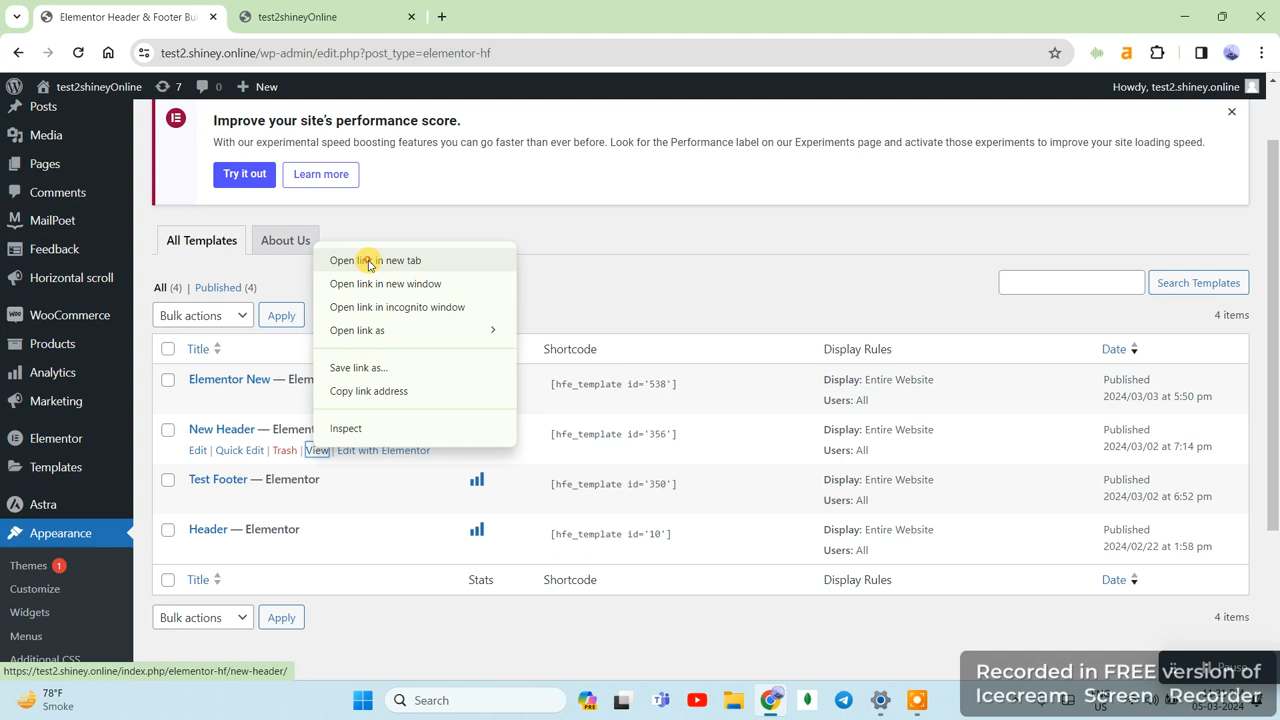 Elementor Header & Footer Bu
test2shineyOnline
test2.shiney.online/wp-admin/edit.php?post_type=elementor-hf
test2shineyOnline 7 0 New
Howdy, test2.shiney.online
Posts
Media
Pages
Comments
MailPoet
Feedback
Horizontal scroll
WooCommerce
Products
Analytics
Marketing
Elementor
Templates
Astra
Appearance
Themes 1
Customize
Widgets
Menus
Additional CSS
Improve your site's performance score.
With our experimental speed boosting features you can go faster than ever before. Look for the Performance label on our Experiments page and activate those experiments to improve your site loading speed.
Try it out Learn more
All Templates About Us
Open link in new tab
Open link in new window
Open link in incognito window
Open link as
Save link as...
Copy link address
Inspect
All (4) | Published (4)
Search Templates
Bulk actions Apply 4 items
Title Shortcode Display Rules Date
Elementor New — Elem [hfe_template id='538'] Display: Entire Website Published
Users: All 2024/03/03 at 5:50 pm
New Header — Element [hfe_template id='356'] Display: Entire Website Published
Edit | Quick Edit | Trash | View | Edit with Elementor Users: All 2024/03/02 at 7:14 pm
Test Footer — Elementor [hfe_template id='350'] Display: Entire Website Published
Users: All 2024/03/02 at 6:52 pm
Header — Elementor [hfe_template id='10'] Display: Entire Website Published
Users: All 2024/02/22 at 1:58 pm
Title Stats Shortcode Display Rules Date
Bulk actions Apply 4 items
https://test2.shiney.online/index.php/elementor-hf/new-header/
Recorded in FREE version of
Icecream Screen Recorder
Pause
78°F
Smoke
Search
US
05-03-2024